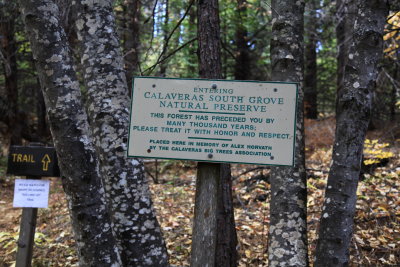 ENTERING
CALAVERAS SOUTH GROVE
NATURAL PRESERVE
THIS FOREST HAS PRECEDED YOU BY
MANY THOUSAND YEARS;
PLEASE TREAT IT WITH HONOR AND RESPECT.
PLACED HERE IN MEMORY OF ALEX HORVATH
BY THE CALAVERAS BIG TREES ASSOCIATION
TRAIL